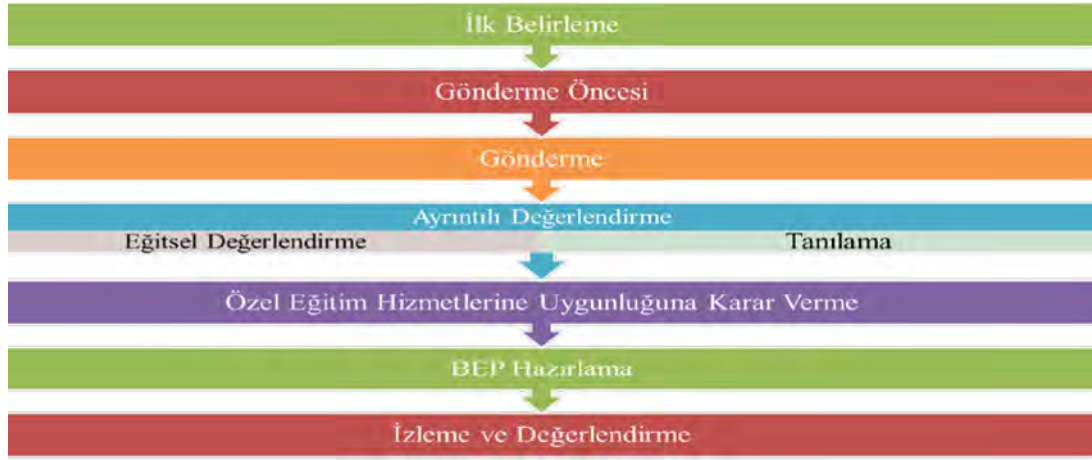 İlk Belirleme
Gönderme Öncesi
Gönderme
Ayrıntılı Değerlendirme
Eğitsel Değerlendirme Tanılama
Özel Eğitim Hizmetlerine Uygunluğuna Karar Verme
BEP Hazırlama
İzleme ve Değerlendirme